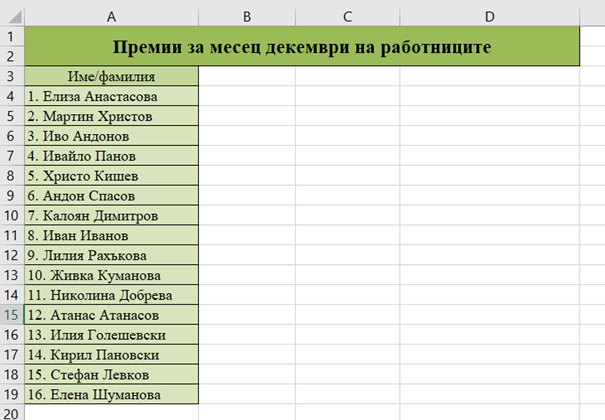 A B C D
1
2
Премии за месец декември на работниците
3 Име/фамилия
4 1. Елиза Анастасова
5 2. Мартин Христов
6 3. Иво Андонов
7 4. Ивайло Панов
8 5. Христо Кишев
9 6. Андон Спасов
10 7. Калоян Димитров
11 8. Иван Иванов
12 9. Лилия Рахъкова
13 10. Живка Куманова
14 11. Николина Добрева
15 12. Атанас Атанасов
16 13. Илия Голешевски
17 14. Кирил Пановски
18 15. Стефан Левков
19 16. Елена Шуманова
20